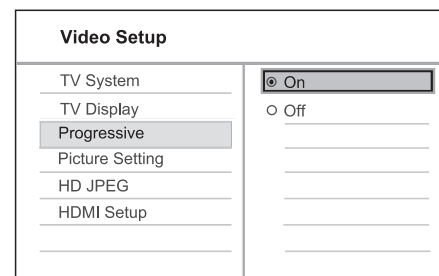 Video Setup
TV System
TV Display
Progressive
Picture Setting
HD JPEG
HDMI Setup
On
Off